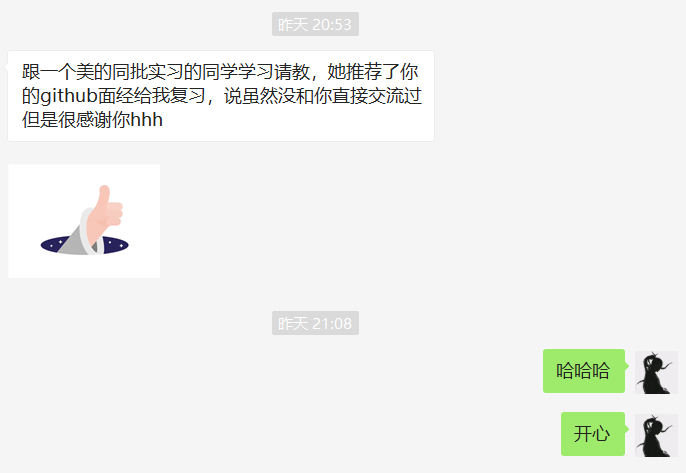 昨天 20:53
跟一个美的同批实习的同学学习请教，她推荐了你
的github面经给我复习，说虽然没和你直接交流过
但是很感谢你hhh
昨天 21:08
哈哈哈
开心